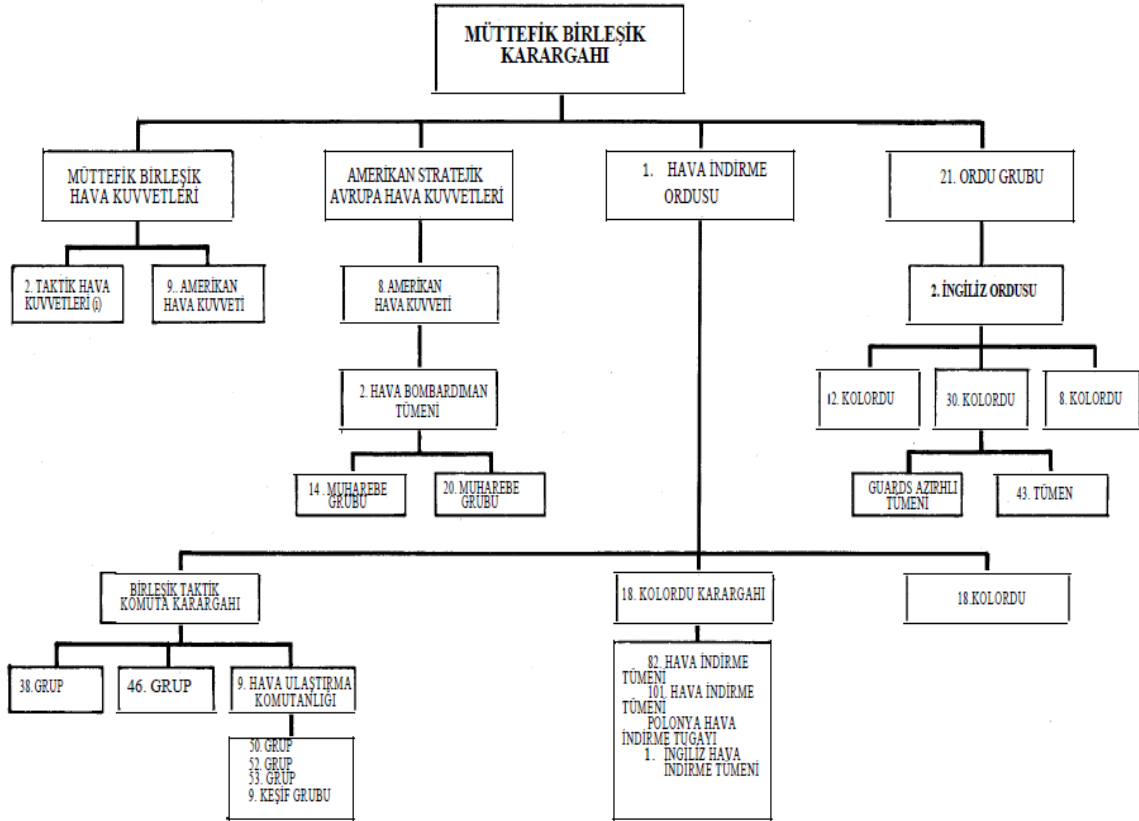 MÜTTEFİK BİRLEŞİK
KARARGAHI
MÜTTEFİK BİRLEŞİK
HAVA KUVVETLERİ
AMERİKAN STRATEJİK
AVRUPA HAVA KUVVETLERİ
1. HAVA İNDİRME
ORDUSU
21. ORDU GRUBU
2. TAKTİK HAVA
KUVVETLERİ (i)
9.. AMERİKAN
HAVA KUVVETİ
8. AMERİKAN
HAVA KUVVETİ
2. İNGİLİZ ORDUSU
2. HAVA BOMBARDIMAN
TÜMENİ
12. KOLORDU
30. KOLORDU
8. KOLORDU
14 . MUHAREBE
GRUBU
20. MUHAREBE
GRUBU
GUARDS AZIRHLI
TÜMENİ
43. TÜMEN
BİRLEŞİK TAKTİK
KOMUTA KARARGAHI
18. KOLORDU KARARGAHI
18.KOLORDU
38. GRUP
46. GRUP
9. HAVA ULAŞTIRMA
KOMUTANLIĞI
50. GRUP
52. GRUP
53. GRUP
9. KEŞİF GRUBU
82. HAVA İNDİRME
TÜMENİ
101. HAVA İNDİRME
TÜMENİ
POLONYA HAVA
İNDİRME TUGAYI
1. İNGİLİZ HAVA
İNDİRME TÜMENİ